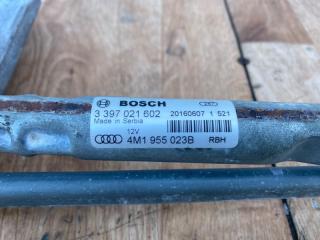 BOSCH
3 397 021 602 20160607 1 521
Made in Serbia
12V
4M1 955 023B RBH